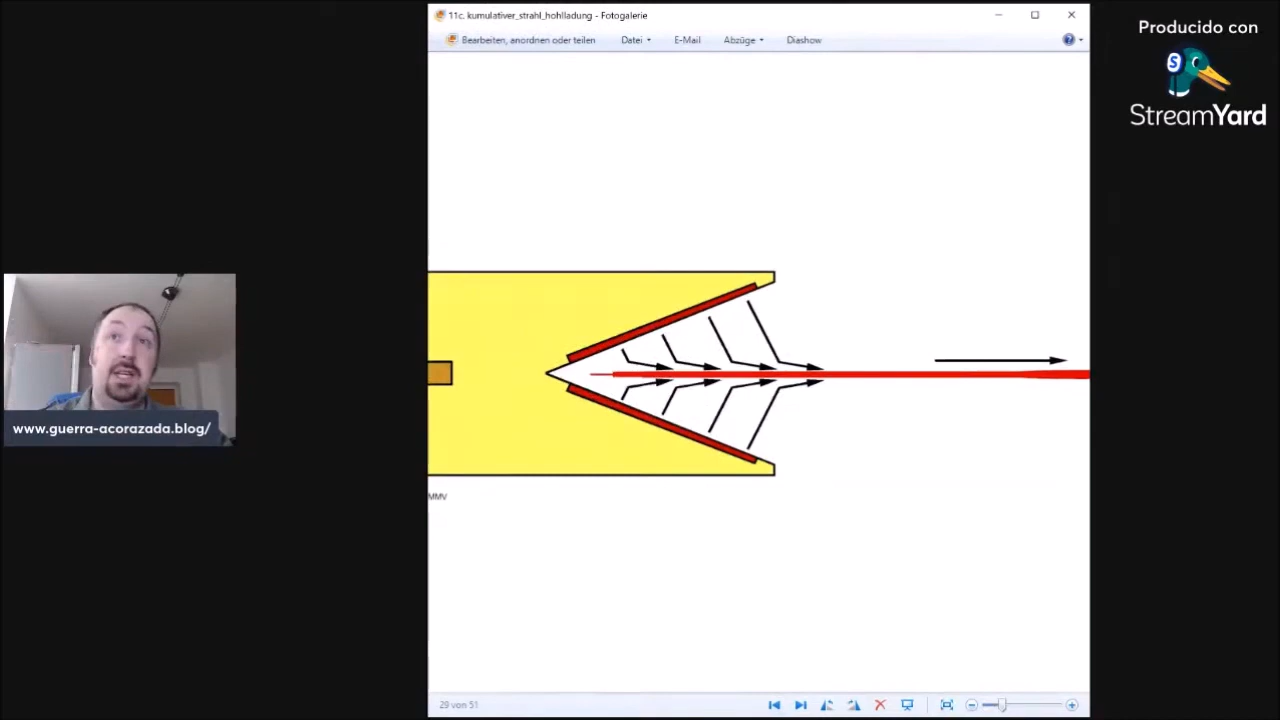 11c. kumulativer_strahl_hohlladung - Fotogalerie
Bearbeiten, anordnen oder teilen Datei E-Mail Abzüge Diashow
Producido con
S
StreamYard
www.guerra-acorazada.blog/
MMV
29 von 51